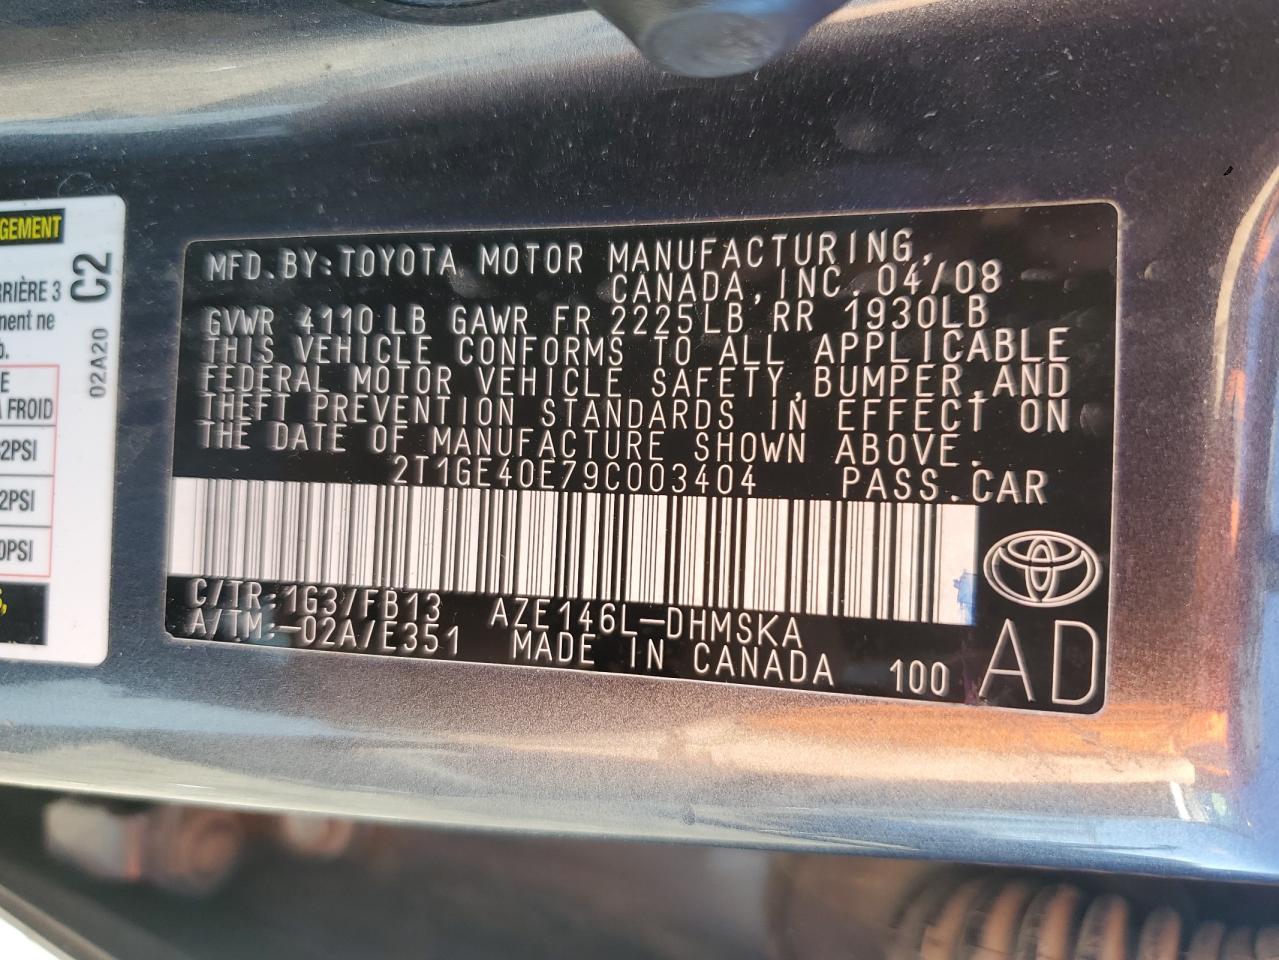 GEMENT
C2
RRIÈRE 3
ment ne
02A20
E
A FROID
2PSI
2PSI
0PSI
MFD.BY:TOYOTA MOTOR MANUFACTURING,
CANADA, INC. 04/08
GVWR 4110LB GAWR FR 2225LB RR 1930LB
THIS VEHICLE CONFORMS TO ALL APPLICABLE
FEDERAL MOTOR VEHICLE SAFETY,BUMPER,AND
THEFT PREVENTION STANDARDS IN EFFECT ON
THE DATE OF MANUFACTURE SHOWN ABOVE.
2T1GE40E79C003404 PASS.CAR
C/TR:1G3/FB13 AZE146L-DHMSKA
A/TM:-02A/E351 MADE IN CANADA 100
AD